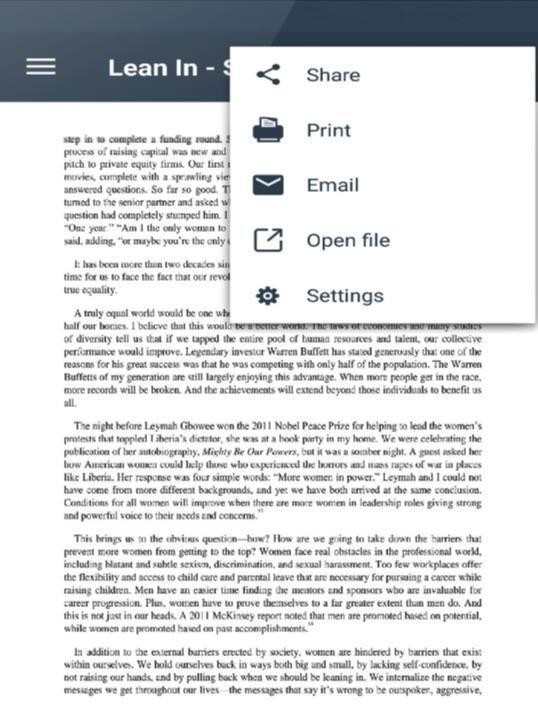 Lean In - S
Share
Print
Email
Open file
Settings
step in to complete a funding round. S
process of raising capital was new and
pitch to private equity firms. Our first
movies, complete with a sprawling vie
answered questions. So far so good. T
turned to the senior partner and asked w
question had completely stumped him. I
“One year.” “Am I the only woman to
said, adding, “or maybe you’re the only
It has been more than two decades sin
time for us to face the fact that our revol
true equality.
A truly equal world would be one whe
half our homes. I believe that this would be a better world. The laws of economics and many studies
of diversity tell us that if we tapped the entire pool of human resources and talent, our collective
performance would improve. Legendary investor Warren Buffett has stated generously that one of the
reasons for his great success was that he was competing with only half of the population. The Warren
Buffetts of my generation are still largely enjoying this advantage. When more people get in the race,
more records will be broken. And the achievements will extend beyond those individuals to benefit us
all.
The night before Leymah Gbowee won the 2011 Nobel Peace Prize for helping to lead the women’s
protests that toppled Liberia’s dictator, she was at a book party in my home. We were celebrating the
publication of her autobiography, Mighty Be Our Powers, but it was a somber night. A guest asked her
how American women could help those who experienced the horrors and mass rapes of war in places
like Liberia. Her response was four simple words: “More women in power.” Leymah and I could not
have come from more different backgrounds, and yet we have both arrived at the same conclusion.
Conditions for all women will improve when there are more women in leadership roles giving strong
and powerful voice to their needs and concerns.
This brings us to the obvious question—how? How are we going to take down the barriers that
prevent more women from getting to the top? Women face real obstacles in the professional world,
including blatant and subtle sexism, discrimination, and sexual harassment. Too few workplaces offer
the flexibility and access to child care and parental leave that are necessary for pursuing a career while
raising children. Men have an easier time finding the mentors and sponsors who are invaluable for
career progression. Plus, women have to prove themselves to a far greater extent than men do. And
this is not just in our heads. A 2011 McKinsey report noted that men are promoted based on potential,
while women are promoted based on past accomplishments.
In addition to the external barriers erected by society, women are hindered by barriers that exist
within ourselves. We hold ourselves back in ways both big and small, by lacking self-confidence, by
not raising our hands, and by pulling back when we should be leaning in. We internalize the negative
messages we get throughout our lives—the messages that say it’s wrong to be outspoken, aggressive,